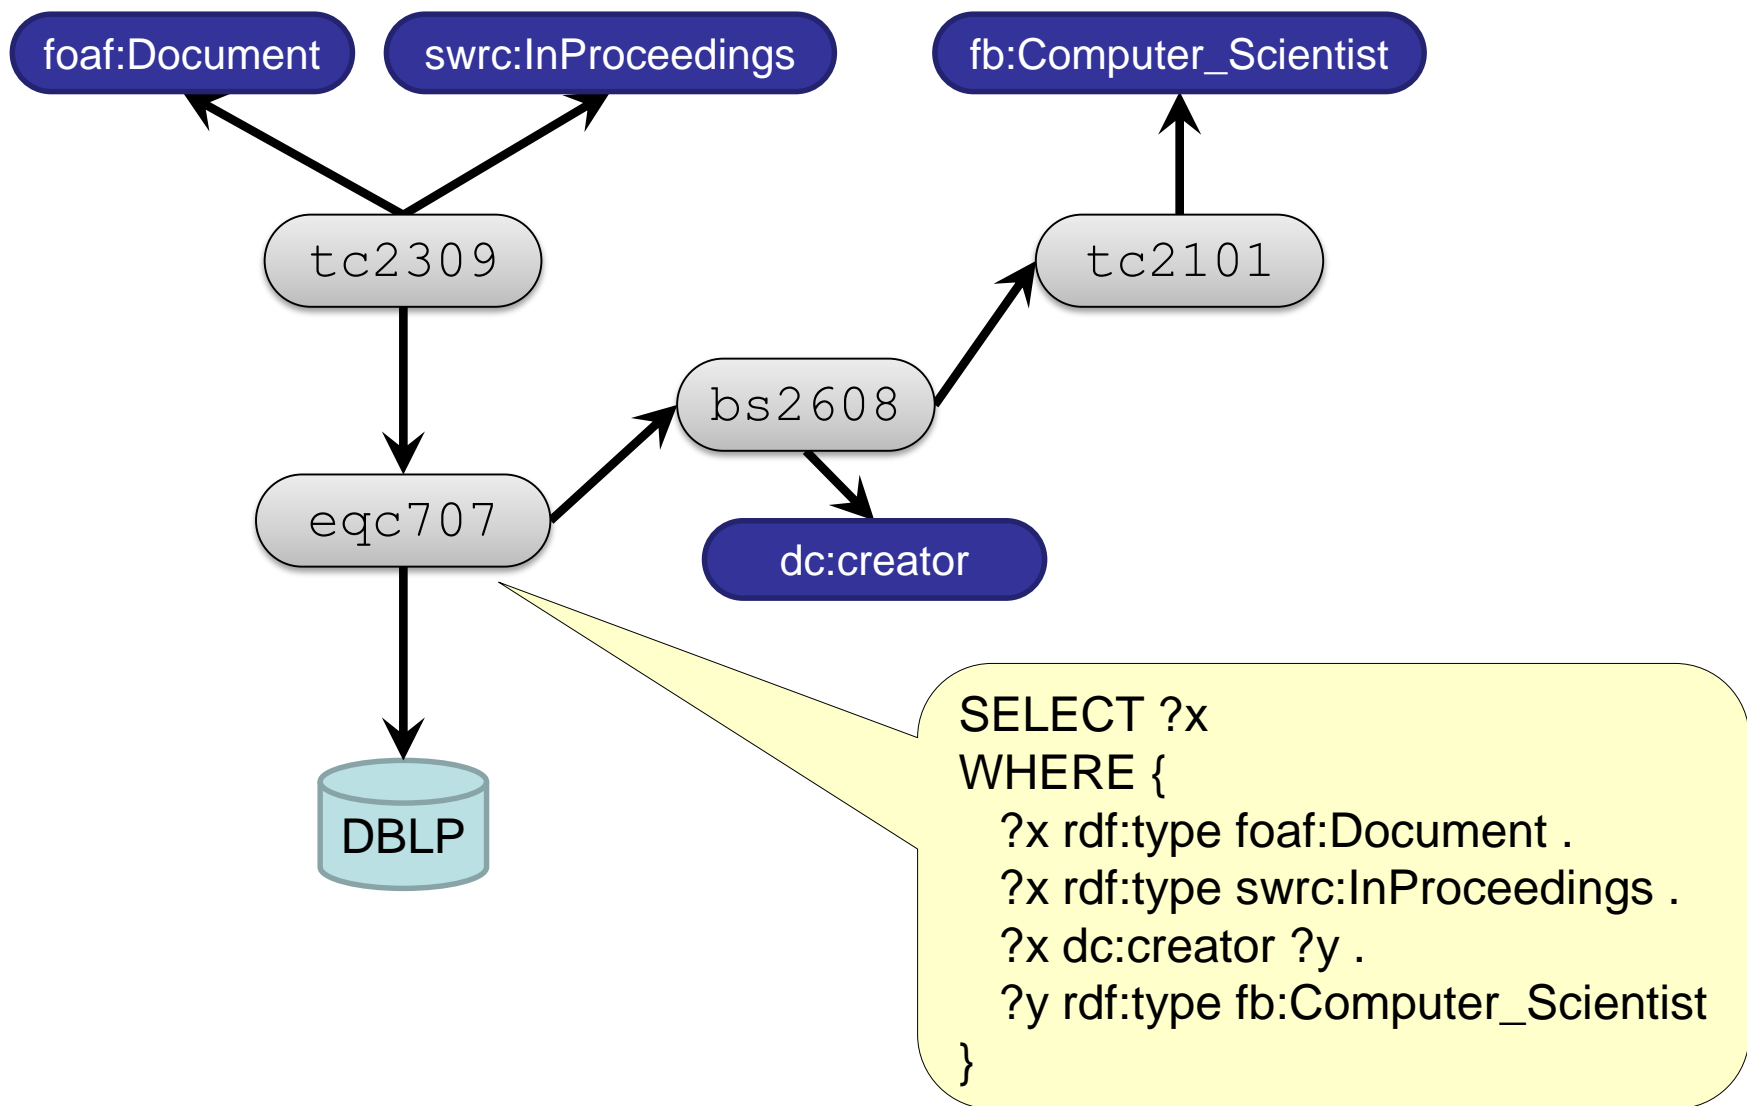 foaf:Document
swrc:InProceedings
fb:Computer_Scientist
tc2309
tc2101
bs2608
eqc707
dc:creator
DBLP
SELECT ?x
WHERE {
?x rdf:type foaf:Document .
?x rdf:type swrc:InProceedings .
?x dc:creator ?y .
?y rdf:type fb:Computer_Scientist
}